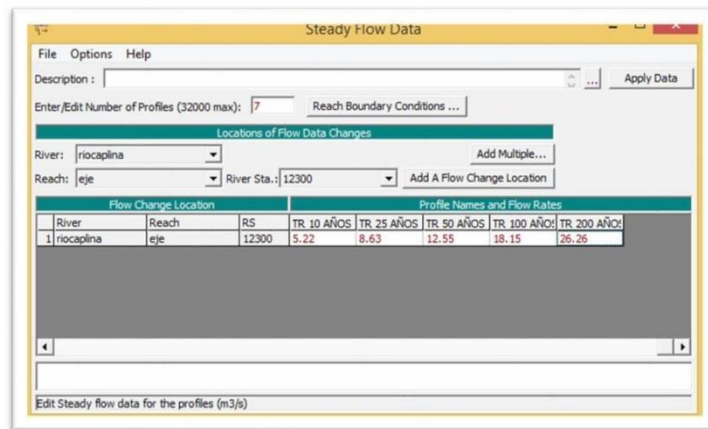 Steady Flow Data
File Options Help
Description : ... Apply Data
Enter/Edit Number of Profiles (32000 max): 7 Reach Boundary Conditions ...
Locations of Flow Data Changes
River: riocaplina Add Multiple...
Reach: eje River Sta.: 12300 Add A Flow Change Location
Flow Change Location Profile Names and Flow Rates
River Reach RS TR 10 AÑOS TR 25 AÑOS TR 50 AÑOS TR 100 AÑOS TR 200 AÑOS
1 riocaplina eje 12300 5.22 8.63 12.55 18.15 26.26
Edit Steady flow data for the profiles (m3/s)